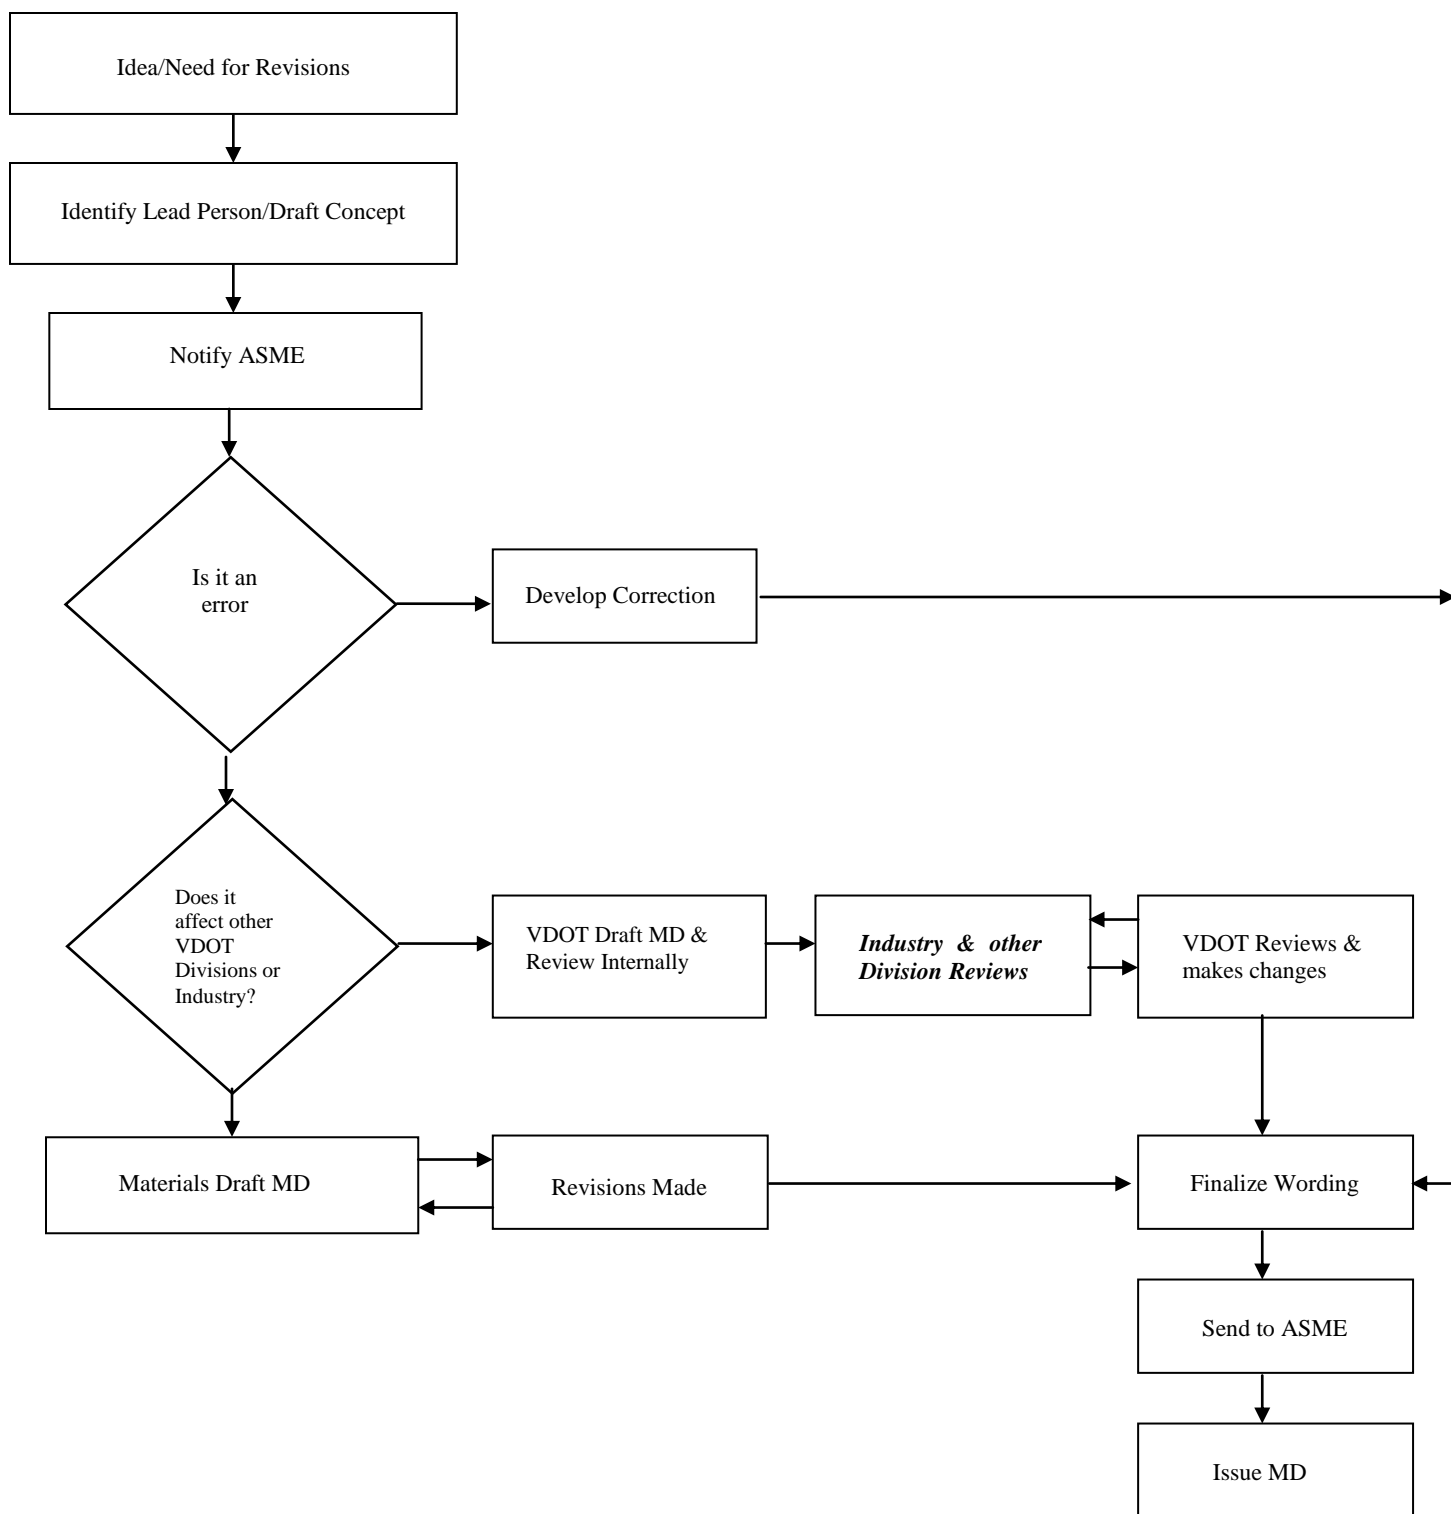 Idea/Need for Revisions
Identify Lead Person/Draft Concept
Notify ASME
Is it an
error
Develop Correction
Does it
affect other
VDOT
Divisions or
Industry?
VDOT Draft MD &
Review Internally
Industry & other
Division Reviews
VDOT Reviews &
makes changes
Materials Draft MD
Revisions Made
Finalize Wording
Send to ASME
Issue MD